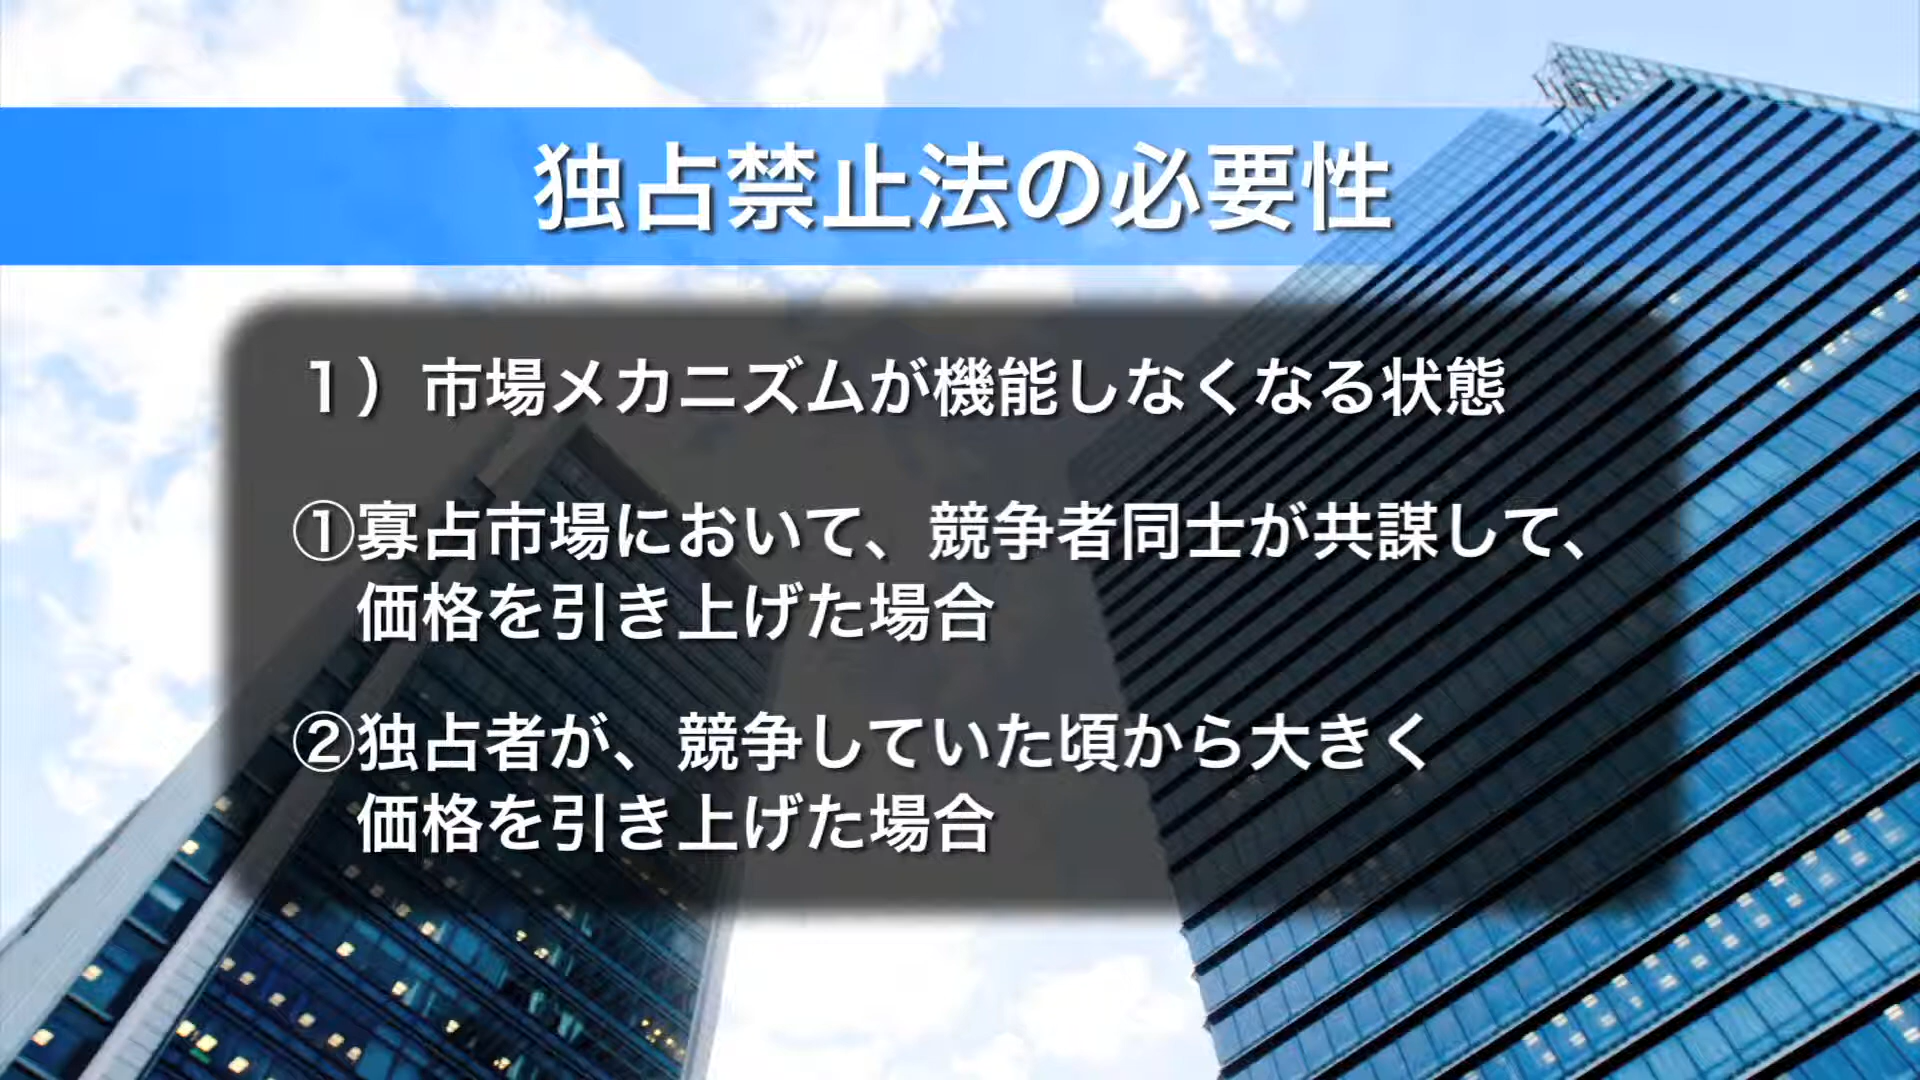 独占禁止法の必要性
１）市場メカニズムが機能しなくなる状態
①寡占市場において、競争者同士が共謀して、
価格を引き上げた場合
②独占者が、競争していた頃から大きく
価格を引き上げた場合